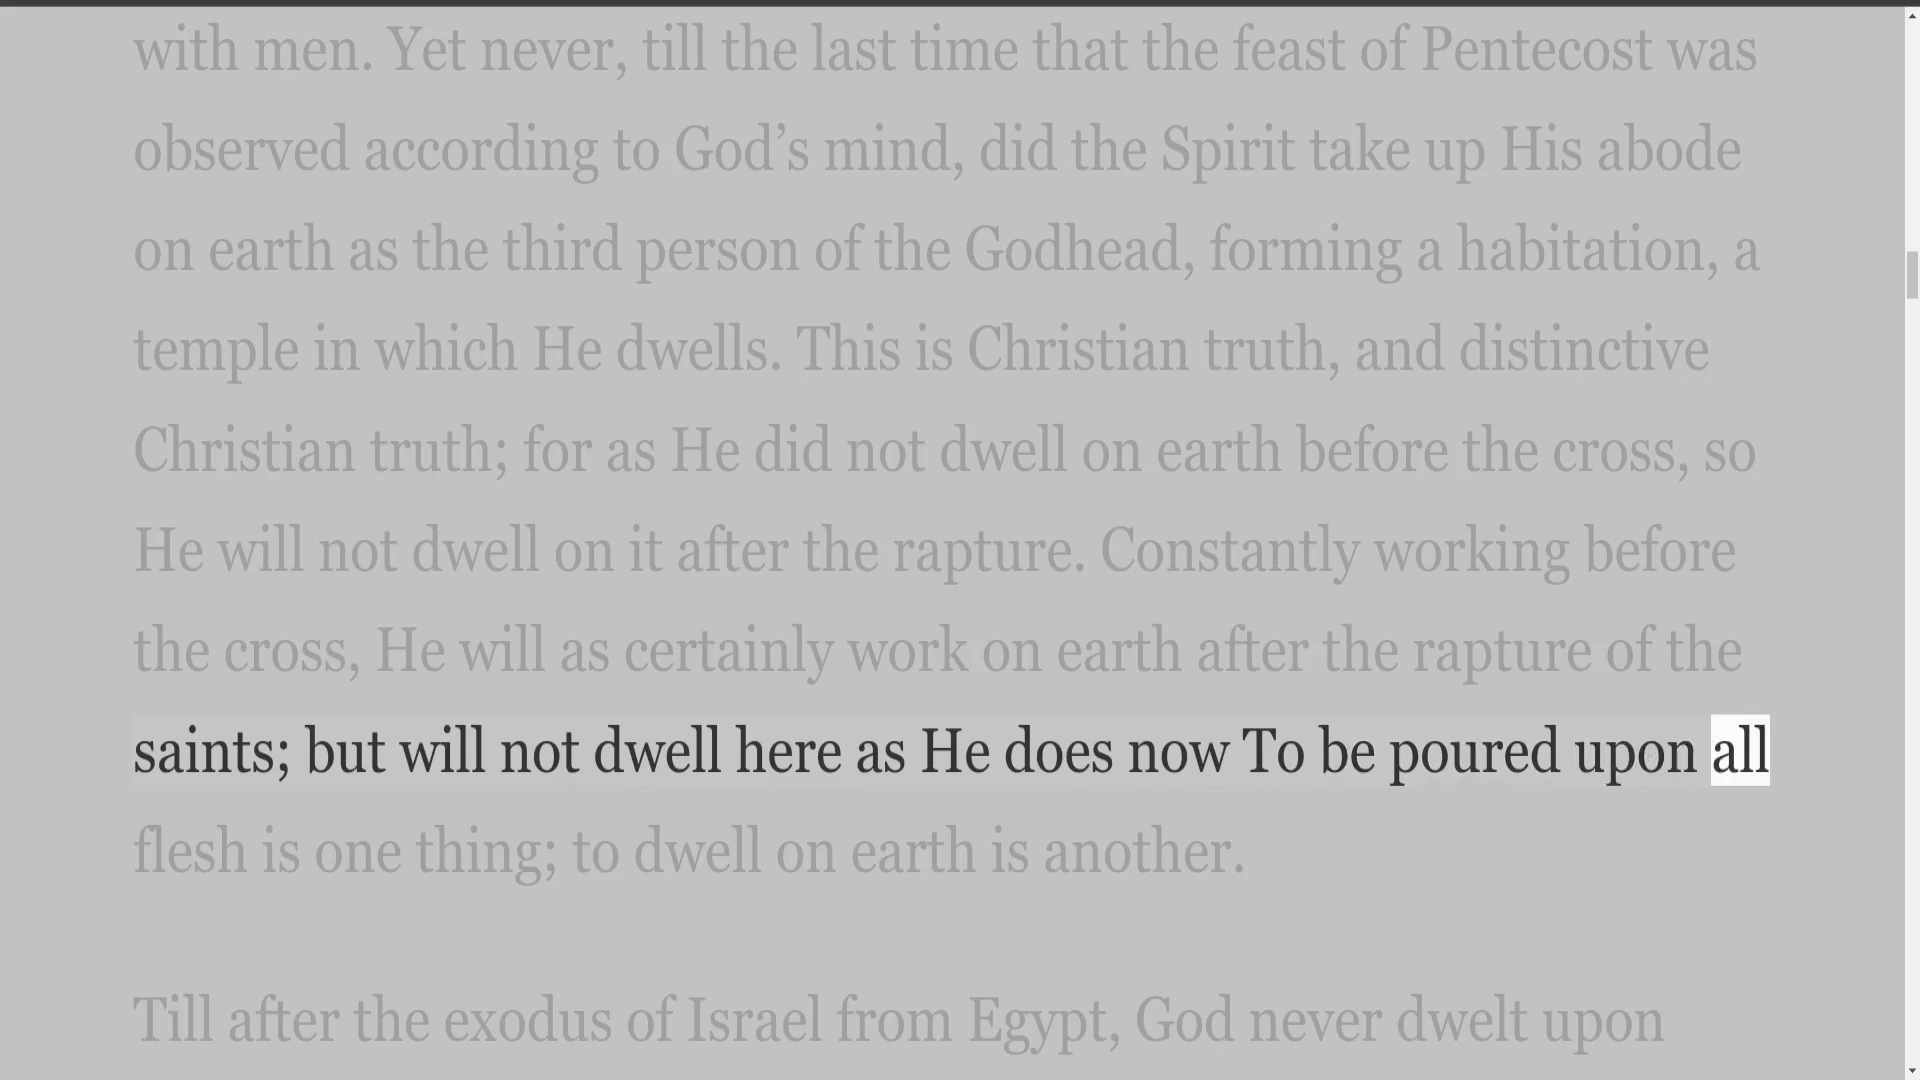 with men. Yet never, till the last time that the feast of Pentecost was
observed according to God’s mind, did the Spirit take up His abode
on earth as the third person of the Godhead, forming a habitation, a
temple in which He dwells. This is Christian truth, and distinctive
Christian truth; for as He did not dwell on earth before the cross, so
He will not dwell on it after the rapture. Constantly working before
the cross, He will as certainly work on earth after the rapture of the
saints; but will not dwell here as He does now To be poured upon all
flesh is one thing; to dwell on earth is another.
Till after the exodus of Israel from Egypt, God never dwelt upon